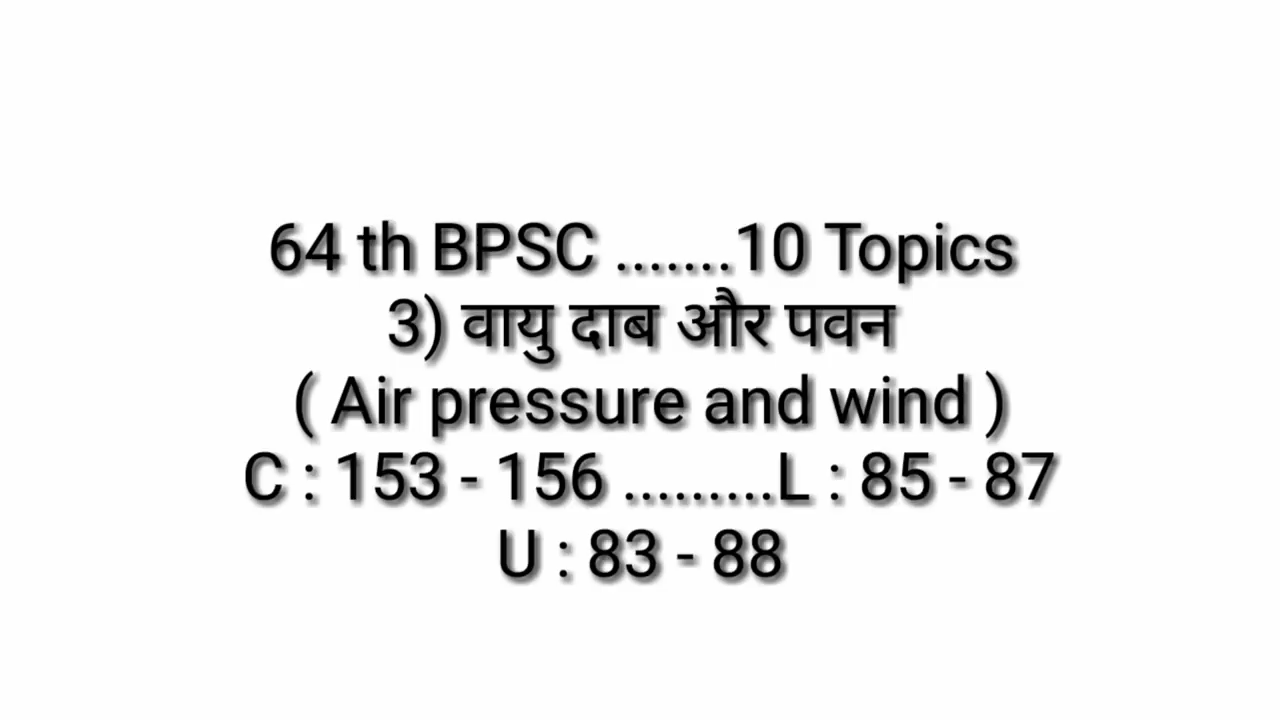 64 th BPSC .......10 Topics
3) वायु दाब और पवन
( Air pressure and wind )
C : 153 - 156 .........L : 85 - 87
U : 83 - 88